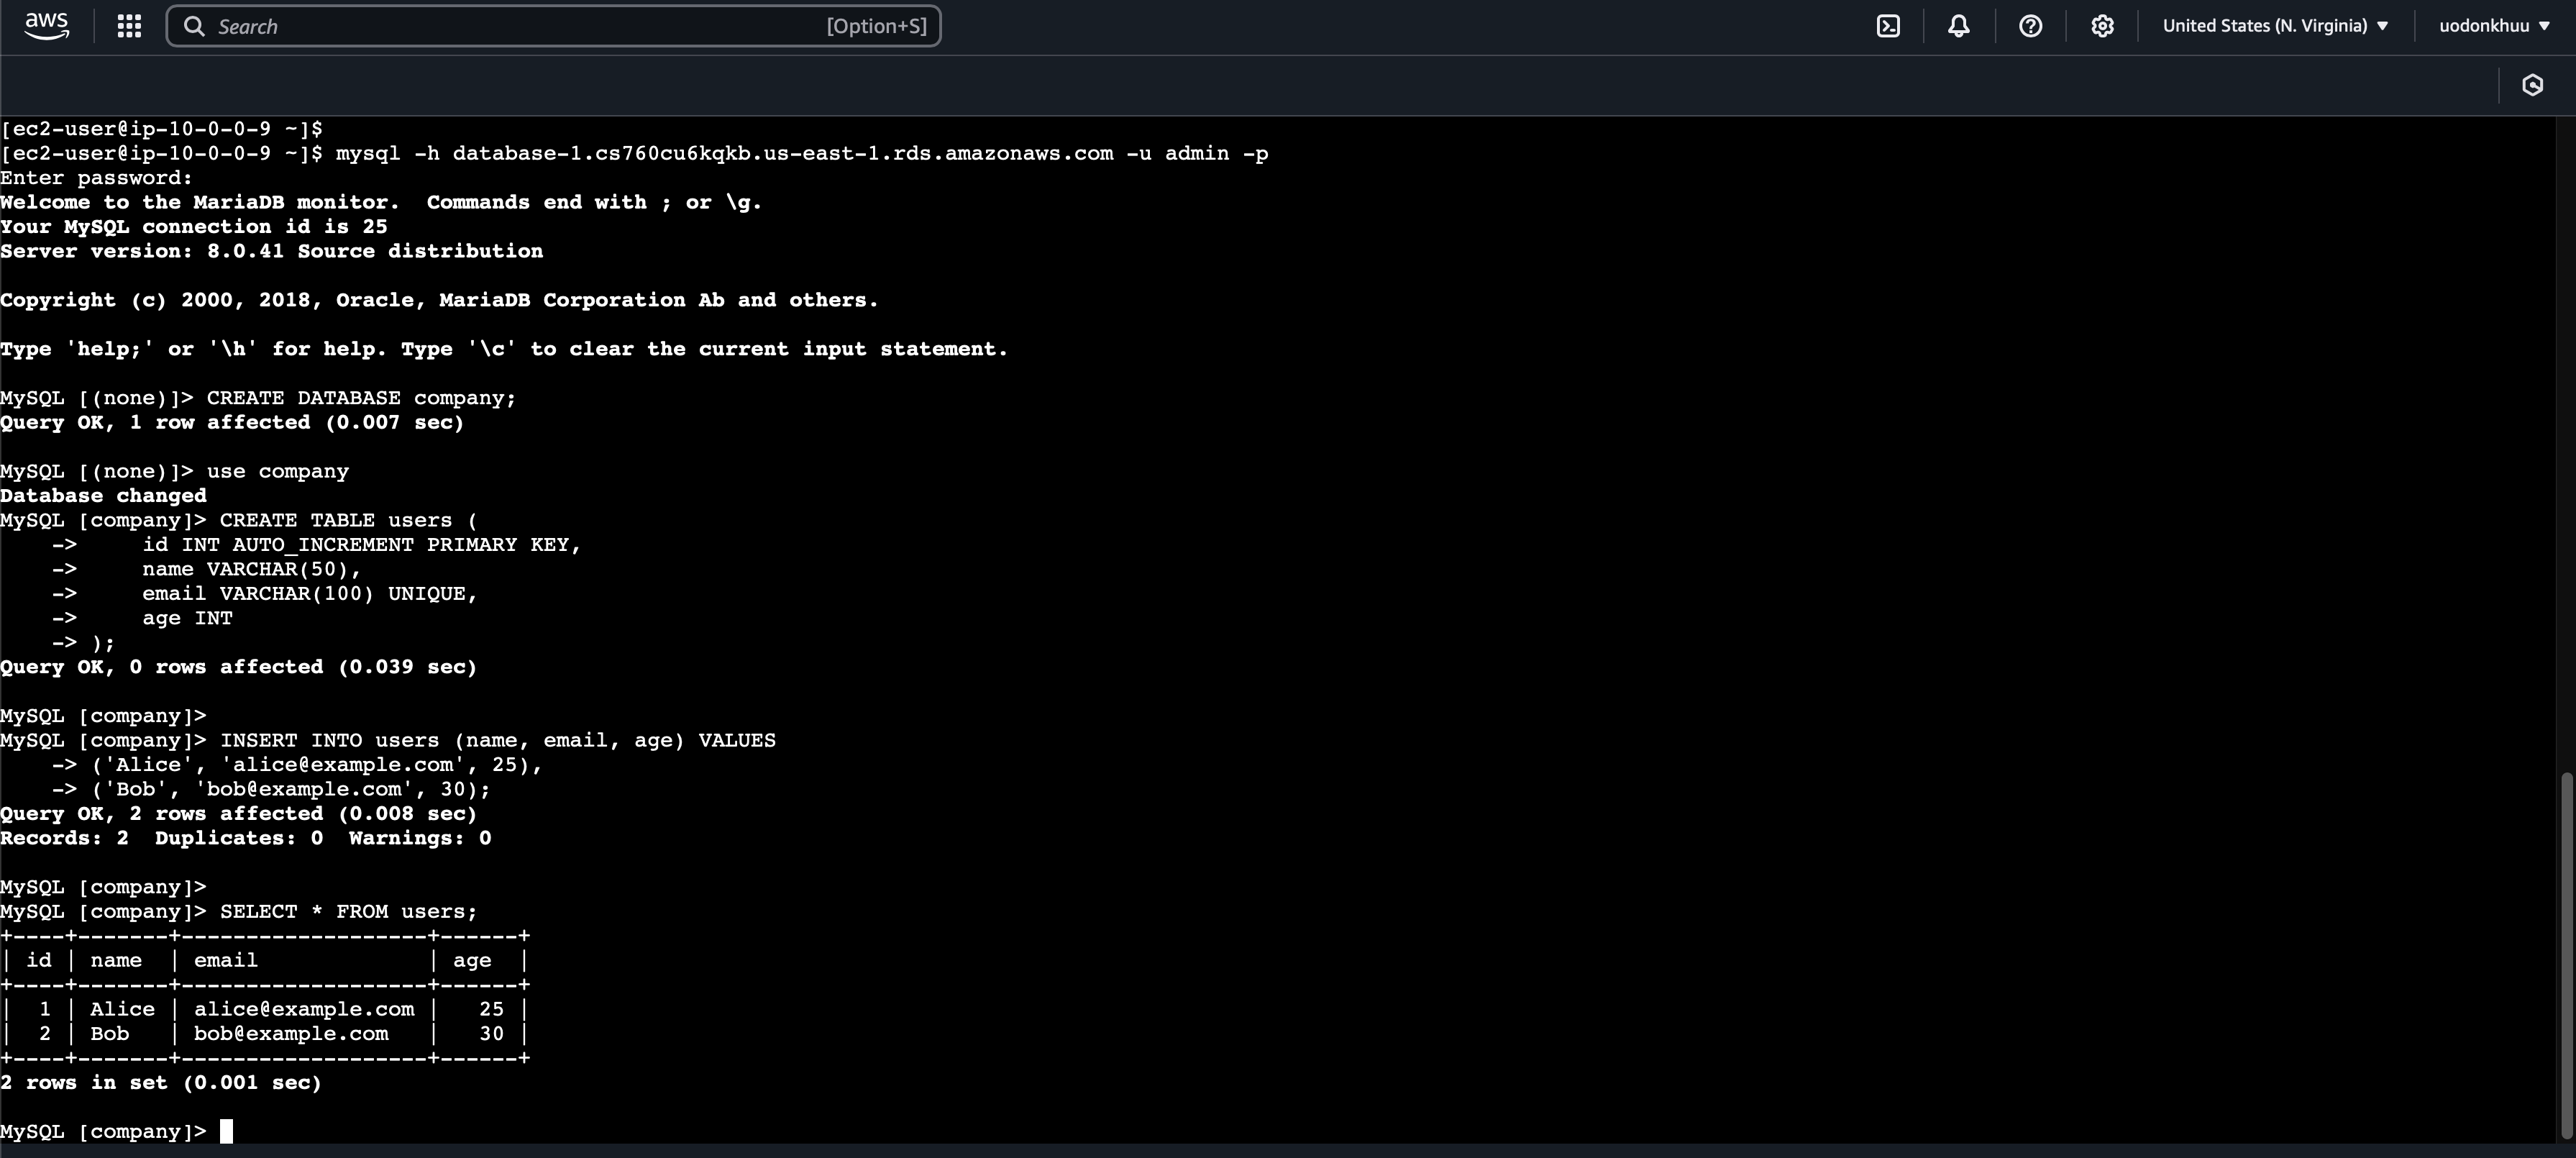 aws
Search
[Option+S]
United States (N. Virginia)
uodonkhuu
[ec2-user@ip-10-0-0-9 ~]$
[ec2-user@ip-10-0-0-9 ~]$ mysql -h database-1.cs760cu6kqkb.us-east-1.rds.amazonaws.com -u admin -p
Enter password:
Welcome to the MariaDB monitor.  Commands end with ; or \g.
Your MySQL connection id is 25
Server version: 8.0.41 Source distribution
Copyright (c) 2000, 2018, Oracle, MariaDB Corporation Ab and others.
Type 'help;' or '\h' for help. Type '\c' to clear the current input statement.
MySQL [(none)]> CREATE DATABASE company;
Query OK, 1 row affected (0.007 sec)
MySQL [(none)]> use company
Database changed
MySQL [company]> CREATE TABLE users (
    ->     id INT AUTO_INCREMENT PRIMARY KEY,
    ->     name VARCHAR(50),
    ->     email VARCHAR(100) UNIQUE,
    ->     age INT
    -> );
Query OK, 0 rows affected (0.039 sec)
MySQL [company]>
MySQL [company]> INSERT INTO users (name, email, age) VALUES
    -> ('Alice', 'alice@example.com', 25),
    -> ('Bob', 'bob@example.com', 30);
Query OK, 2 rows affected (0.008 sec)
Records: 2  Duplicates: 0  Warnings: 0
MySQL [company]>
MySQL [company]> SELECT * FROM users;
+----+-------+-------------------+------+
| id | name  | email             | age  |
+----+-------+-------------------+------+
|  1 | Alice | alice@example.com |   25 |
|  2 | Bob   | bob@example.com   |   30 |
+----+-------+-------------------+------+
2 rows in set (0.001 sec)
MySQL [company]>